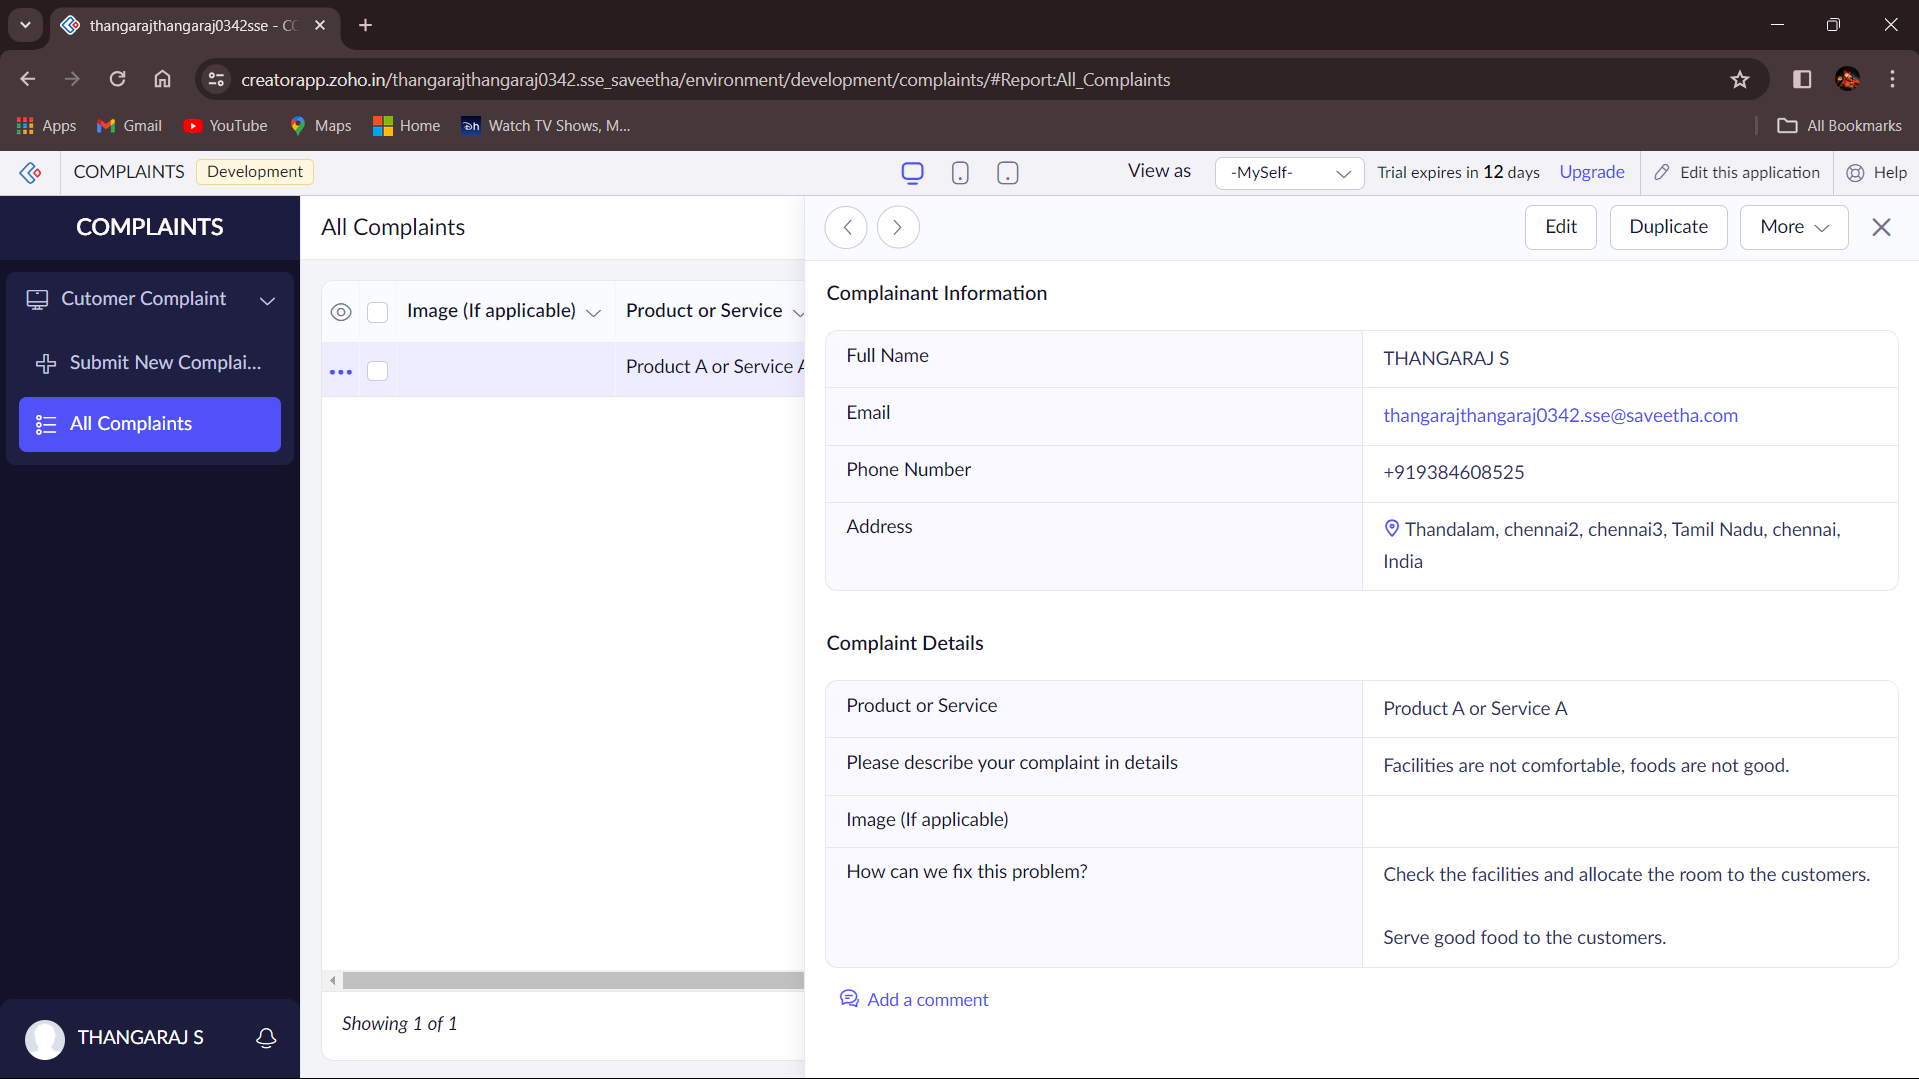 thangarajthangaraj0342sse - CC
creatorapp.zoho.in/thangarajthangaraj0342.sse_saveetha/environment/development/complaints/#Report:All_Complaints
Apps Gmail YouTube Maps Home Watch TV Shows, M... All Bookmarks
COMPLAINTS Development View as -MySelf- Trial expires in 12 days Upgrade Edit this application Help
COMPLAINTS
All Complaints
Edit Duplicate More
Cutomer Complaint
Submit New Complai...
All Complaints
Image (If applicable) Product or Service
Product A or Service A
Complainant Information
Full Name THANGARAJ S
Email thangarajthangaraj0342.sse@saveetha.com
Phone Number +919384608525
Address Thandalam, chennai2, chennai3, Tamil Nadu, chennai,
India
Complaint Details
Product or Service Product A or Service A
Please describe your complaint in details Facilities are not comfortable, foods are not good.
Image (If applicable)
How can we fix this problem? Check the facilities and allocate the room to the customers.
Serve good food to the customers.
Add a comment
Showing 1 of 1
THANGARAJ S